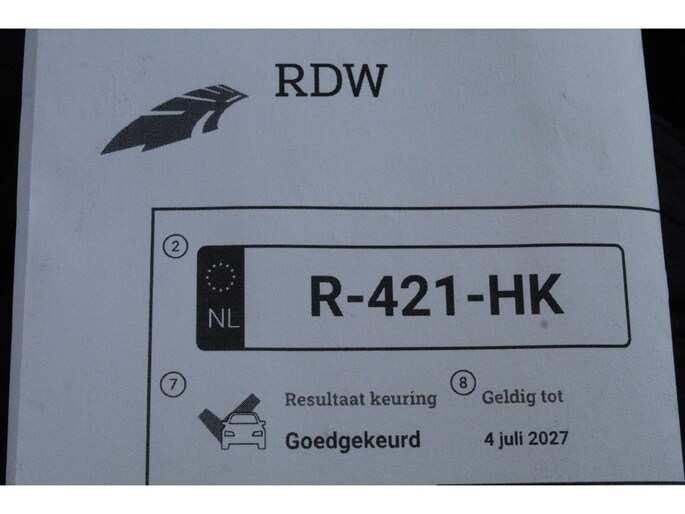 RDW
2
NL R-421-HK
7 Resultaat keuring 8 Geldig tot
Goedgekeurd 4 juli 2027